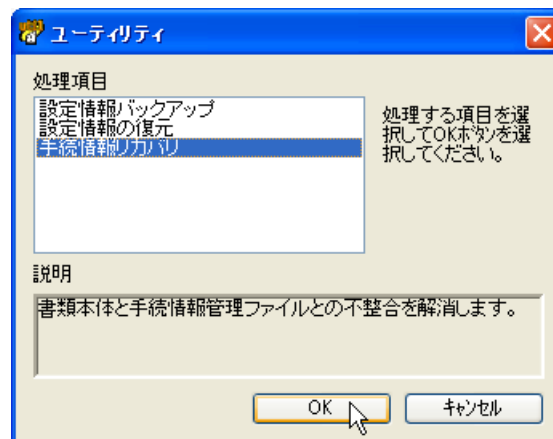 ユーティリティ
処理項目
設定情報バックアップ
設定情報の復元
手続情報リカバリ
処理する項目を選
択してOKボタンを選
択してください。
説明
書類本体と手続情報管理ファイルとの不整合を解消します。
OK
キャンセル